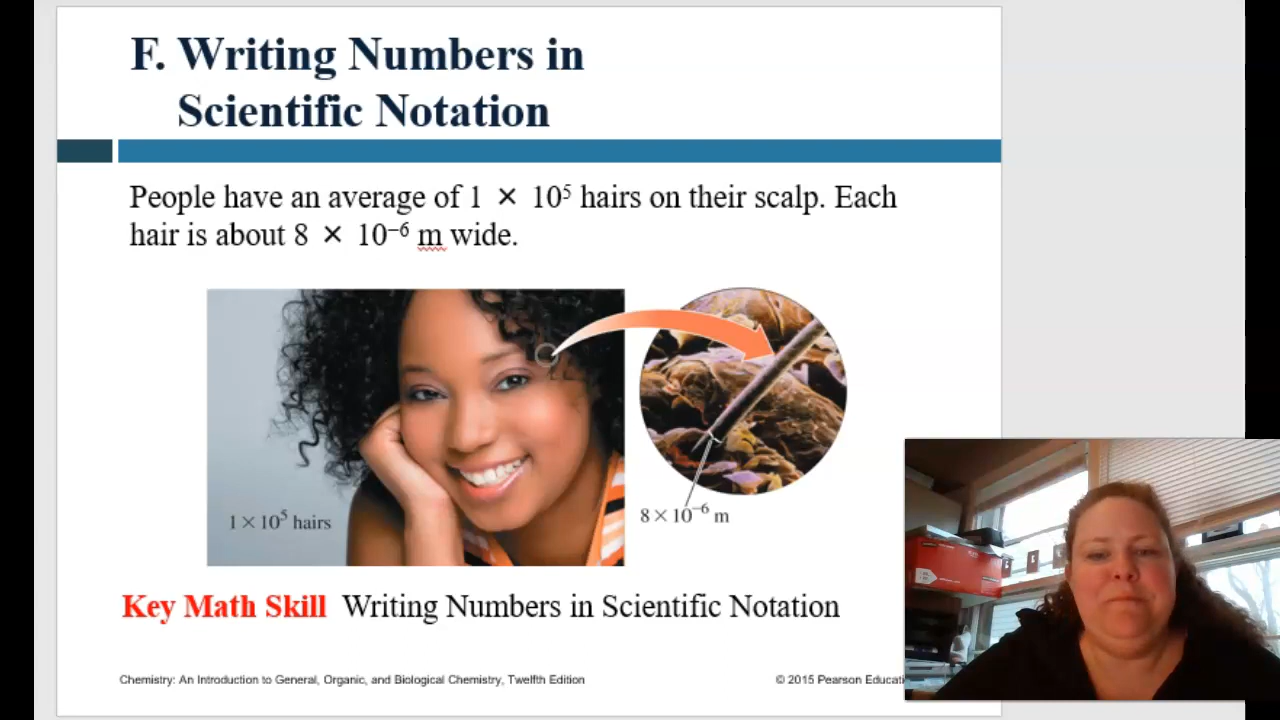 F. Writing Numbers in
Scientific Notation
People have an average of 1 × 10⁵ hairs on their scalp. Each
hair is about 8 × 10⁻⁶ m wide.
1 × 10⁵ hairs
8 × 10⁻⁶ m
Key Math Skill Writing Numbers in Scientific Notation
Chemistry: An Introduction to General, Organic, and Biological Chemistry, Twelfth Edition
© 2015 Pearson